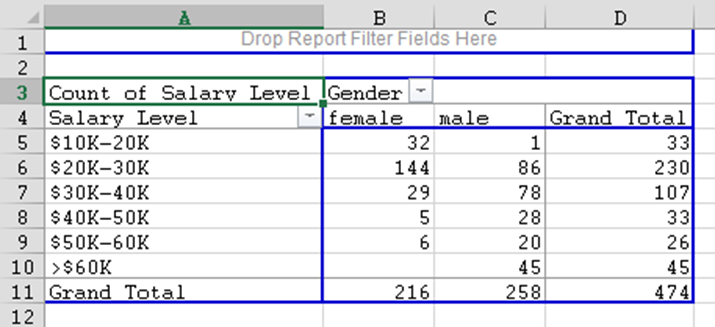 A B C D
1 Drop Report Filter Fields Here
2
3 Count of Salary Level Gender
4 Salary Level female male Grand Total
5 $10K—20K 32 1 33
6 $20K—30K 144 86 230
7 $30K—40K 29 78 107
8 $40K—50K 5 28 33
9 $50K—60K 6 20 26
10 >$60K 45 45
11 Grand Total 216 258 474
12